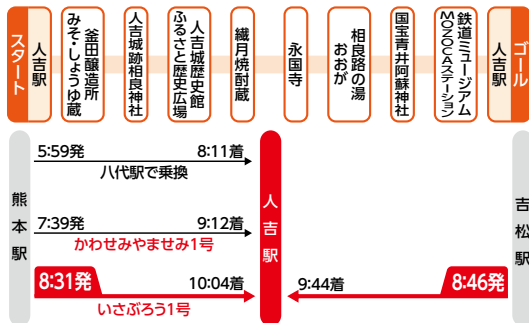 スタート
人吉駅
釜田醸造所
みそ・しょうゆ蔵
人吉城跡相良神社
人吉城歴史館
ふるさと歴史広場
繊月焼酎蔵
永国寺
相良路の湯
おおが
国宝青井阿蘇神社
鉄道ミュージアム
MOZOCAステーション
人吉駅
ゴール
熊本駅
5:59発
8:11着
八代駅で乗換
7:39発
9:12着
かわせみやませみ1号
8:31発
10:04着
いさぶろう1号
人吉駅
9:44着
8:46発
吉松駅